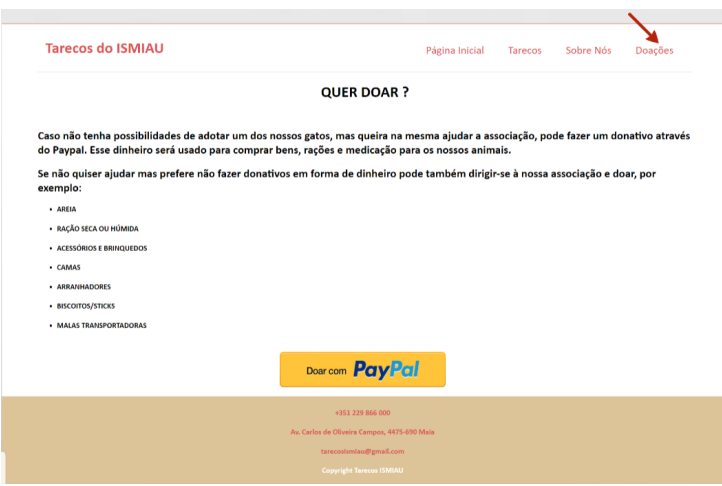 Tarecos do ISMIAU
Página Inicial Tarecos Sobre Nós Doações
QUER DOAR ?
Caso não tenha possibilidades de adotar um dos nossos gatos, mas queira na mesma ajudar a associação, pode fazer um donativo através
do Paypal. Esse dinheiro será usado para comprar bens, rações e medicação para os nossos animais.
Se não quiser ajudar mas prefere não fazer donativos em forma de dinheiro pode também dirigir-se à nossa associação e doar, por
exemplo:
• AREIA
• RAÇÃO SECA OU HÚMIDA
• ACESSÓRIOS E BRINQUEDOS
• CAMAS
• ARRANHADORES
• BISCOITOS/STICKS
• MALAS TRANSPORTADORAS
Doar com PayPal
+351 229 866 000
Av. Carlos de Oliveira Campos, 4475-690 Maia
tarecosismiau@gmail.com
Copyright Tarecos ISMIAU